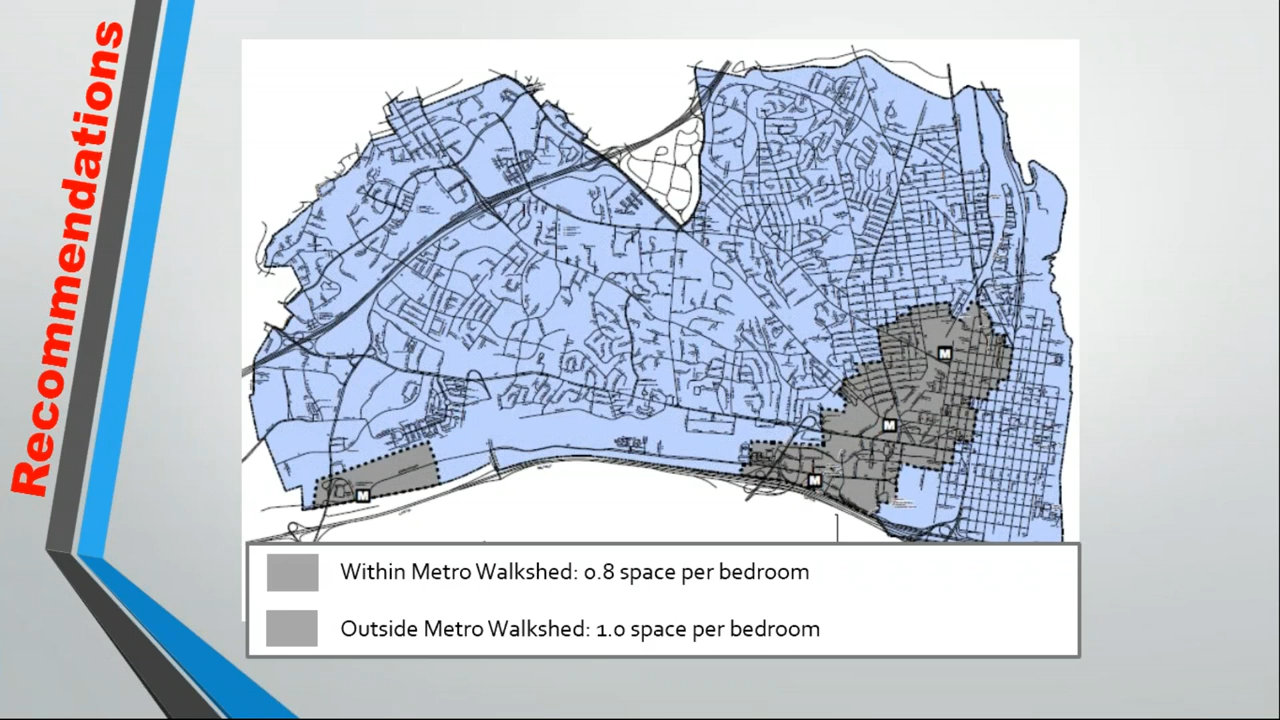 Recommendations
M
M
M
M
Within Metro Walkshed: 0.8 space per bedroom
Outside Metro Walkshed: 1.0 space per bedroom